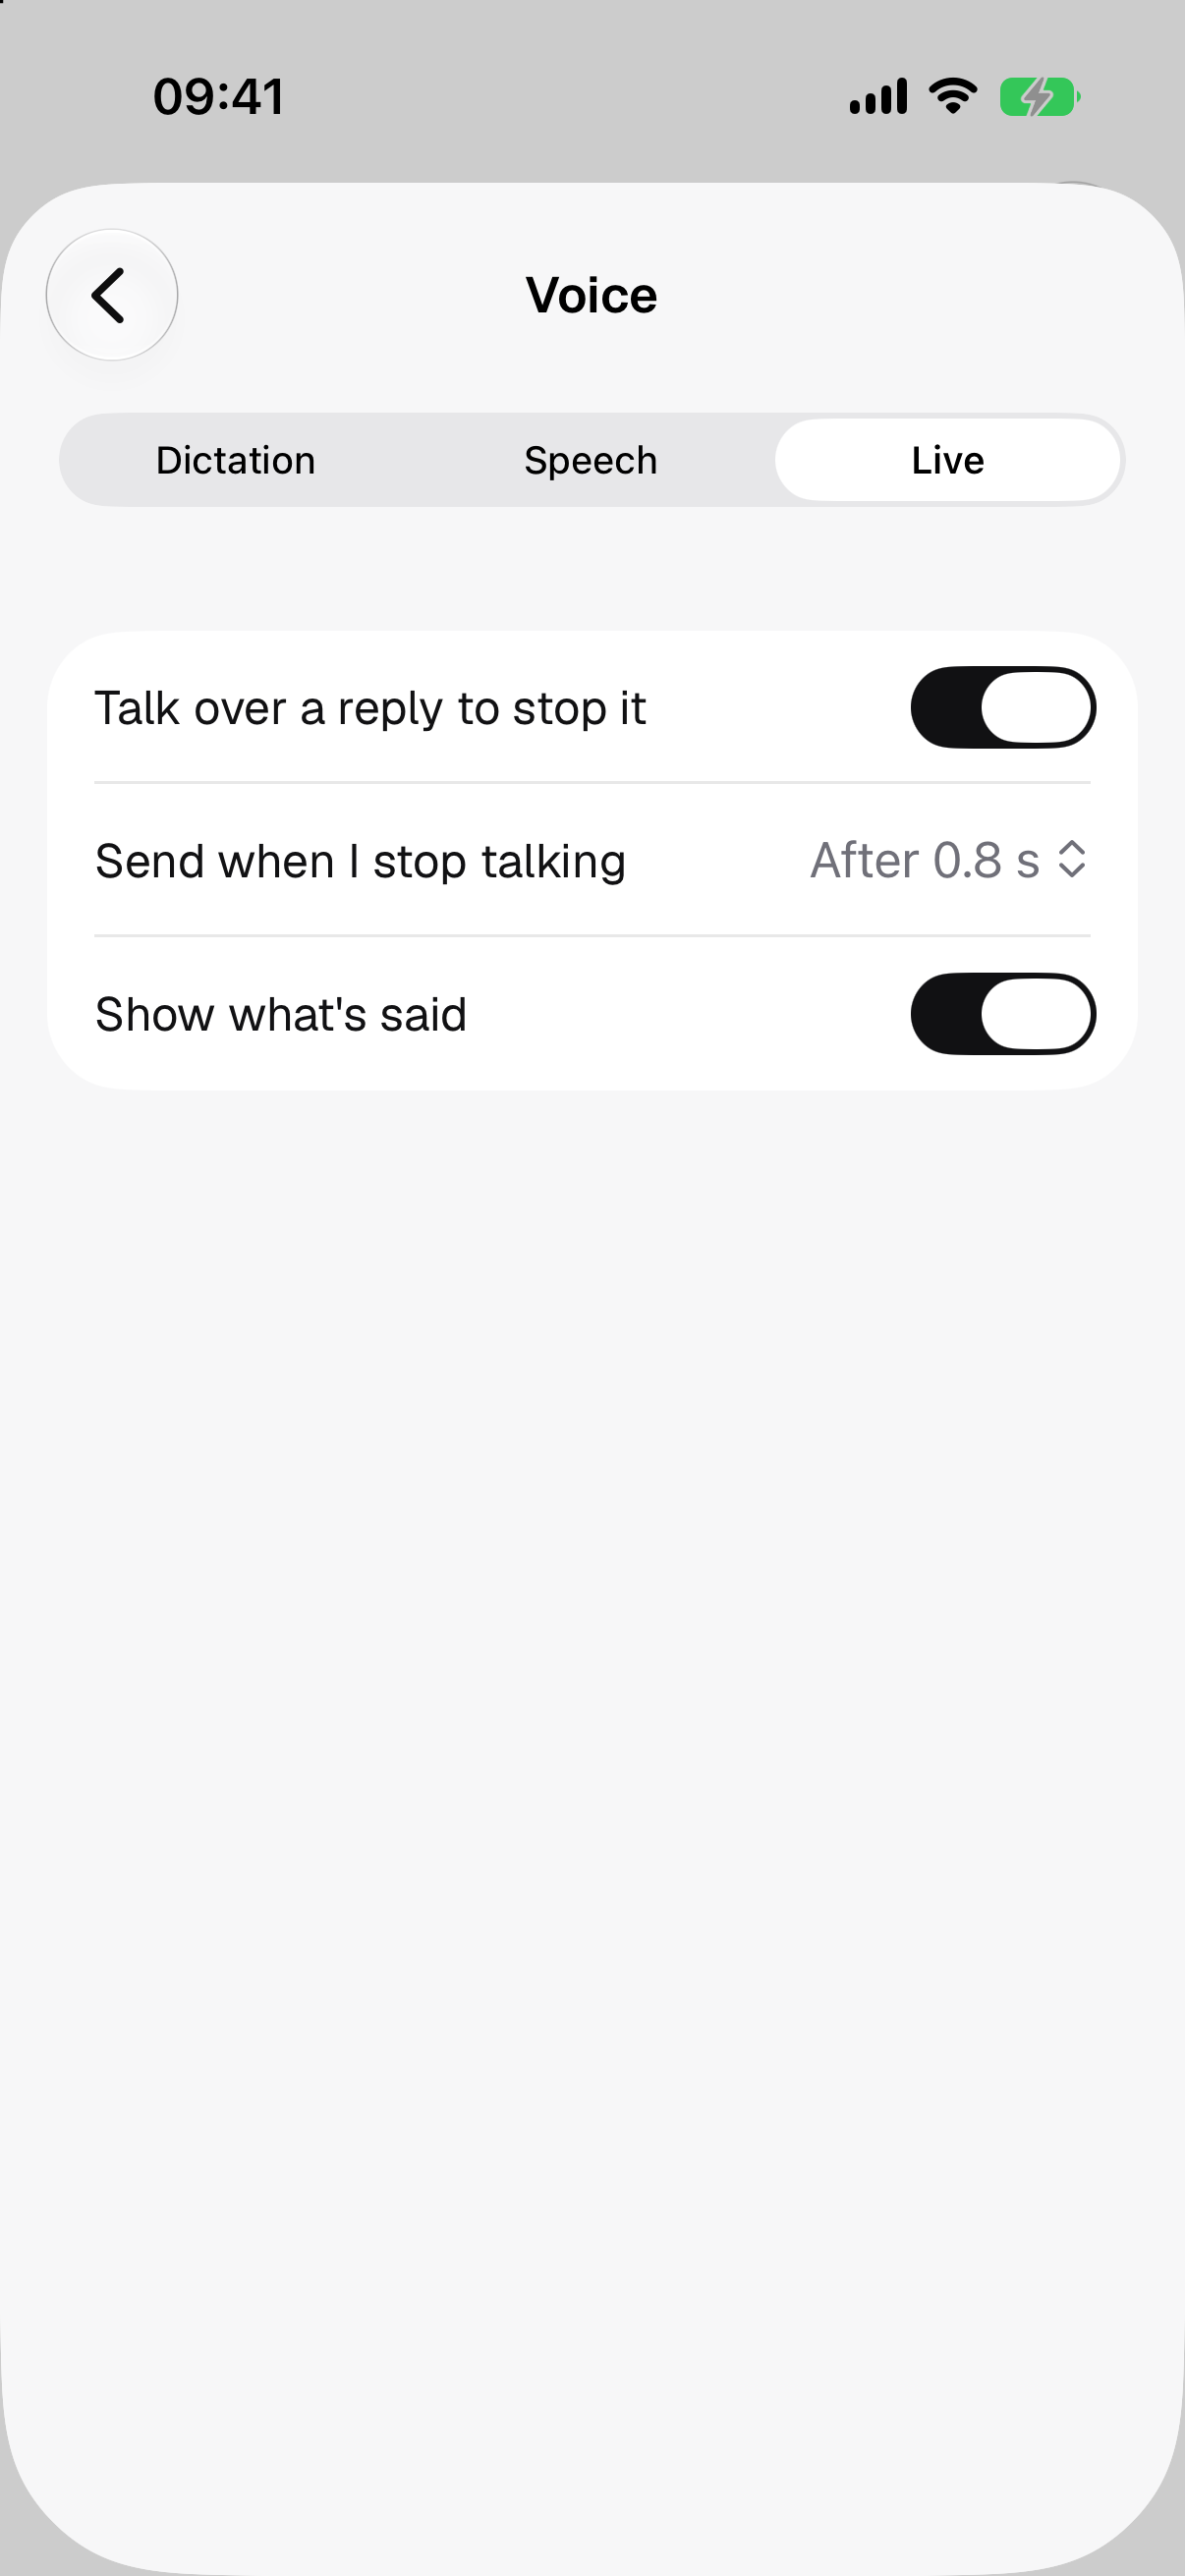 09:41
Voice
Dictation Speech Live
Talk over a reply to stop it
Send when I stop talking After 0.8 s
Show what's said